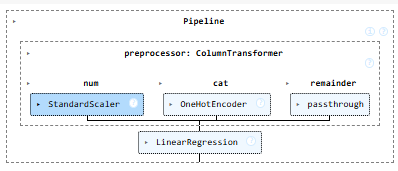 Pipeline
i ?
preprocessor: ColumnTransformer
?
num cat remainder
StandardScaler ? OneHotEncoder ? passthrough
LinearRegression ?